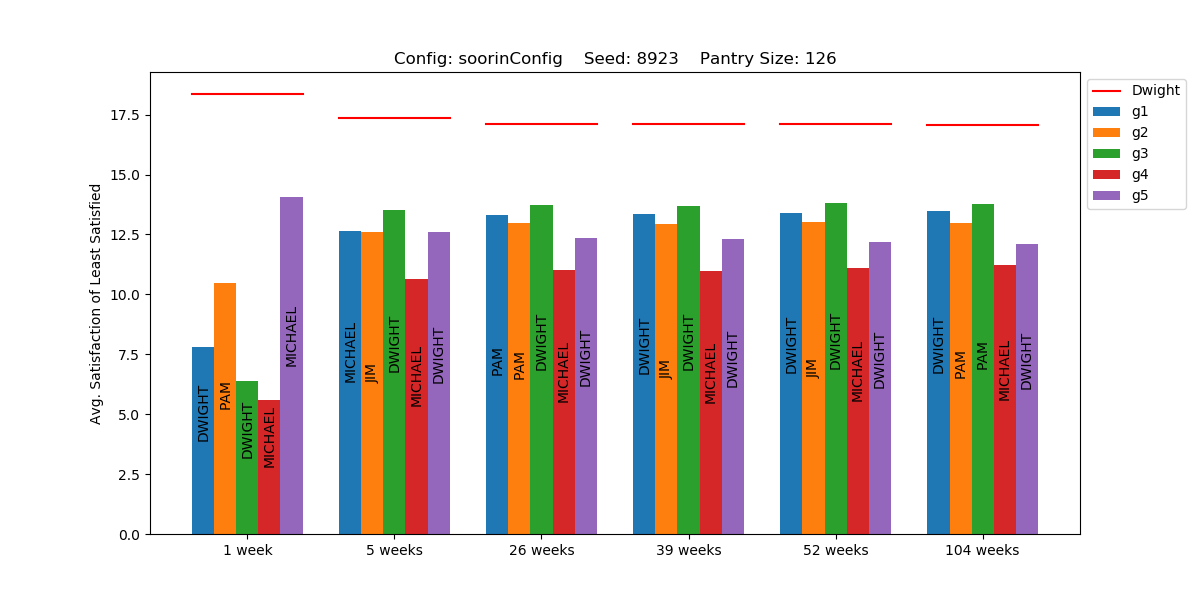 Config: soorinConfig    Seed: 8923    Pantry Size: 126
Avg. Satisfaction of Least Satisfied
17.5
15.0
12.5
10.0
7.5
5.0
2.5
0.0
DWIGHT
PAM
DWIGHT
MICHAEL
MICHAEL
MICHAEL
JIM
DWIGHT
MICHAEL
DWIGHT
PAM
PAM
DWIGHT
MICHAEL
DWIGHT
DWIGHT
JIM
DWIGHT
MICHAEL
DWIGHT
DWIGHT
JIM
DWIGHT
MICHAEL
DWIGHT
DWIGHT
PAM
PAM
MICHAEL
DWIGHT
1 week
5 weeks
26 weeks
39 weeks
52 weeks
104 weeks
Dwight
g1
g2
g3
g4
g5